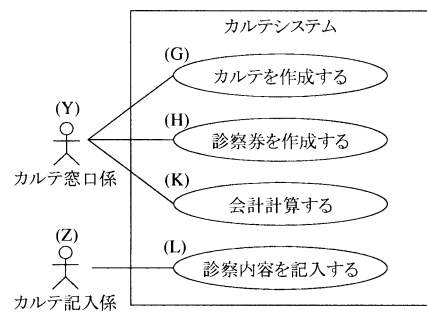 カルテシステム
(G)
カルテを作成する
(Y)
(H)
診察券を作成する
カルテ窓口係
(K)
会計計算する
(Z)
(L)
診察内容を記入する
カルテ記入係